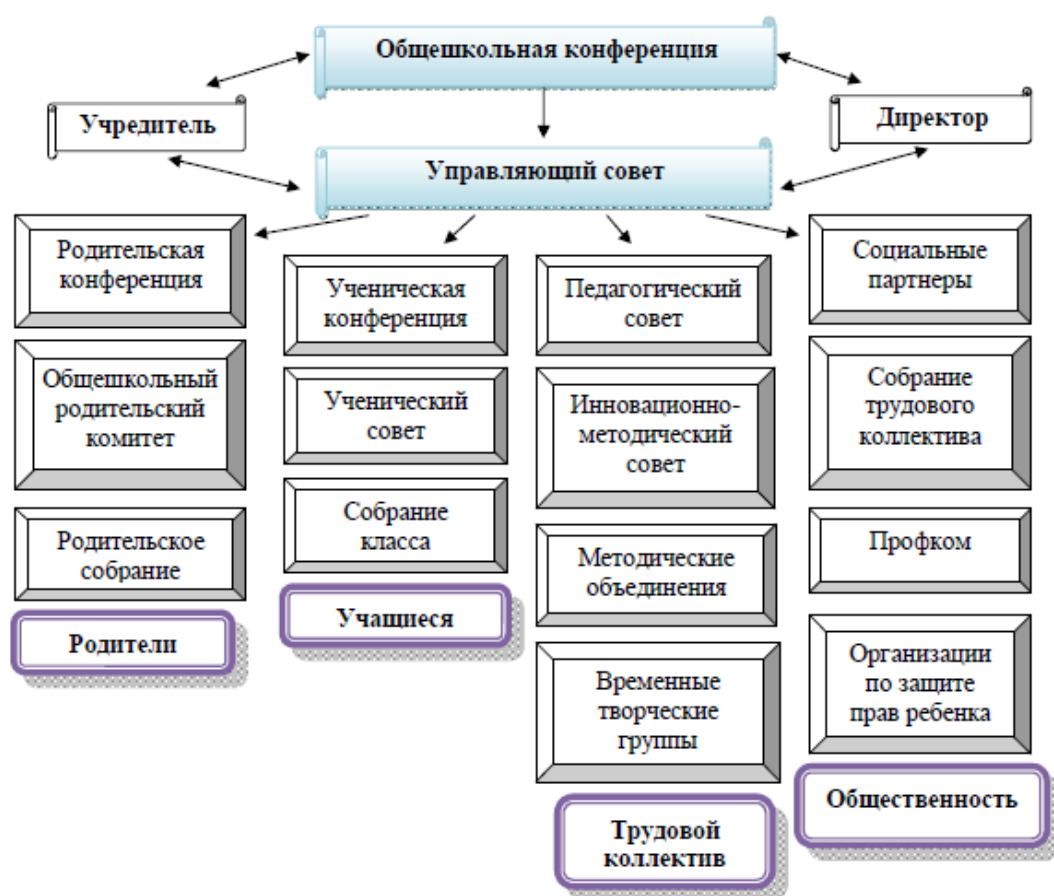 Общешкольная конференция
Учредитель
Директор
Управляющий совет
Родительская
конференция
Общешкольный
родительский
комитет
Родительское
собрание
Родители
Ученическая
конференция
Ученический
совет
Собрание
класса
Учащиеся
Педагогический
совет
Инновационно-
методический
совет
Методические
объединения
Временные
творческие
группы
Трудовой
коллектив
Социальные
партнеры
Собрание
трудового
коллектива
Профком
Организации
по защите
прав ребенка
Общественность